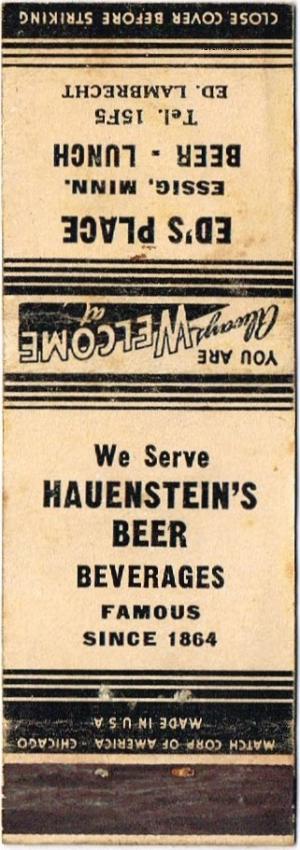 CLOSE COVER BEFORE STRIKING
ED'S PLACE
ESSIG, MINN.
BEER - LUNCH
Tel. 15F5
ED. LAMBRECHT
YOU ARE
Always WELCOME
at
We Serve
HAUENSTEIN'S
BEER
BEVERAGES
FAMOUS
SINCE 1864
MATCH CORP OF AMERICA - CHICAGO
MADE IN U S A